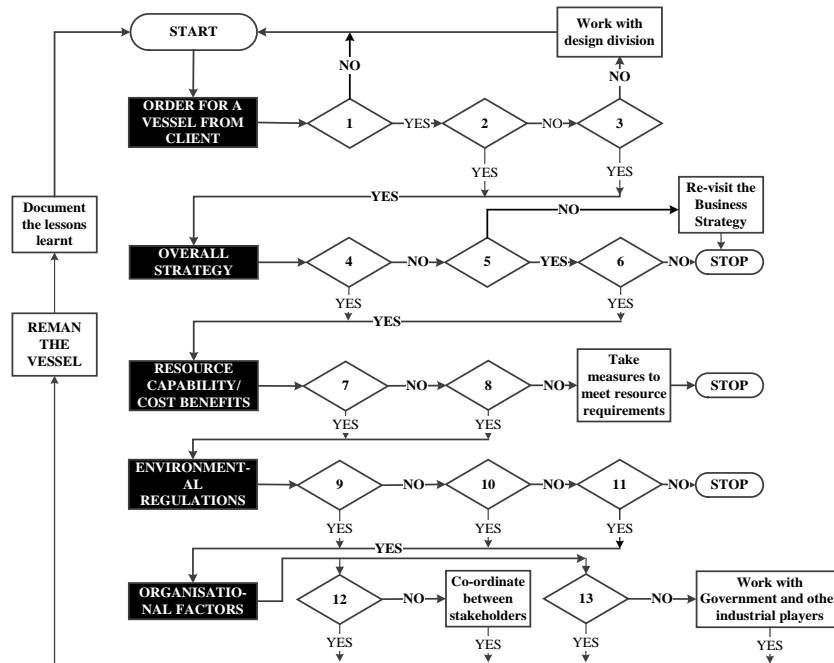 START
Work with
design division
NO
NO
ORDER FOR A
VESSEL FROM
CLIENT
1
YES
2
NO
3
YES
YES
YES
Re-visit the
Business
Strategy
NO
Document
the lessons
learnt
OVERALL
STRATEGY
4
NO
5
YES
6
NO
STOP
YES
YES
YES
REMAN
THE
VESSEL
RESOURCE
CAPABILITY/
COST BENEFITS
7
NO
8
NO
Take
measures to
meet resource
requirements
STOP
YES
YES
ENVIRONMENT-
AL
REGULATIONS
9
NO
10
NO
11
NO
STOP
YES
YES
YES
YES
ORGANISATIO-
NAL FACTORS
12
NO
Co-ordinate
between
stakeholders
13
NO
Work with
Government and other
industrial players
YES
YES
YES
YES